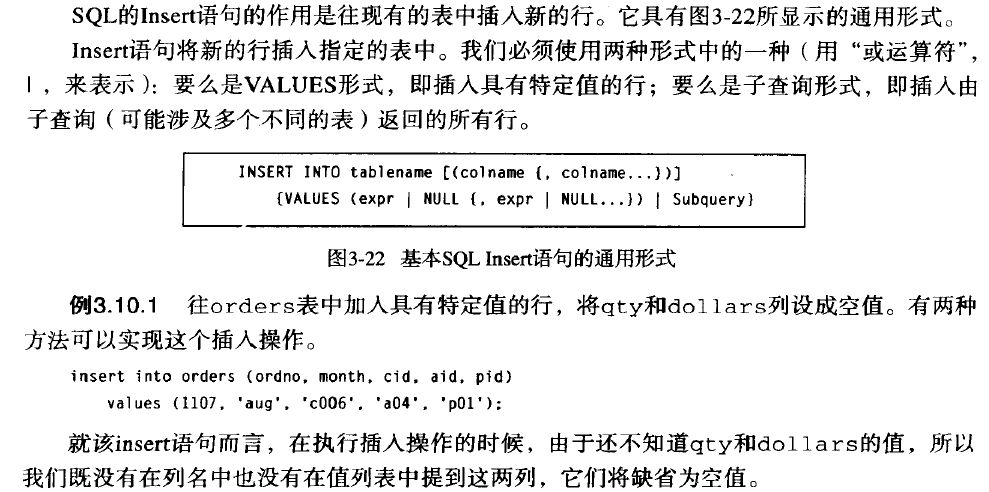 SQL的Insert语句的作用是往现有的表中插入新的行。它具有图3-22所显示的通用形式。
Insert语句将新的行插入指定的表中。我们必须使用两种形式中的一种（用“或运算符”，
|，来表示）：要么是VALUES形式，即插入具有特定值的行；要么是子查询形式，即插入由
子查询（可能涉及多个不同的表）返回的所有行。
INSERT INTO tablename [(colname {, colname...})]
{VALUES (expr | NULL {, expr | NULL...}) | Subquery}
图3-22 基本SQL Insert语句的通用形式
例3.10.1 往orders表中加入具有特定值的行，将qty和dollars列设成空值。有两种
方法可以实现这个插入操作。
insert into orders (ordno, month, cid, aid, pid)
values (1107, 'aug', 'c006', 'a04', 'p01');
就该insert语句而言，在执行插入操作的时候，由于还不知道qty和dollars的值，所以
我们既没有在列名中也没有在值列表中提到这两列，它们将缺省为空值。